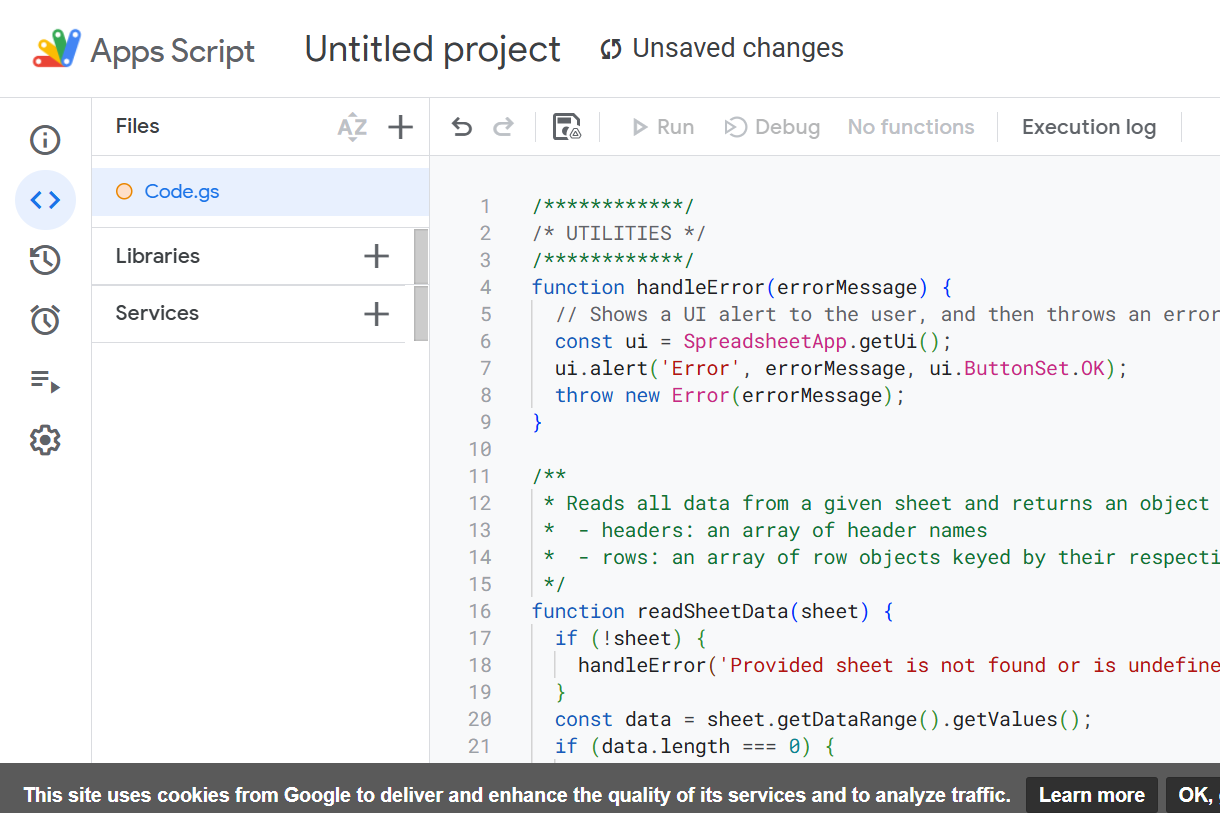 Apps Script Untitled project Unsaved changes
Files AZ
Run Debug No functions Execution log
Code.gs
Libraries
Services
1 /************/
2 /* UTILITIES */
3 /************/
4 function handleError(errorMessage) {
5 // Shows a UI alert to the user, and then throws an error
6 const ui = SpreadsheetApp.getUi();
7 ui.alert('Error', errorMessage, ui.ButtonSet.OK);
8 throw new Error(errorMessage);
9 }
10
11 /**
12 * Reads all data from a given sheet and returns an object
13 * - headers: an array of header names
14 * - rows: an array of row objects keyed by their respecti
15 */
16 function readSheetData(sheet) {
17 if (!sheet) {
18 handleError('Provided sheet is not found or is undefine
19 }
20 const data = sheet.getDataRange().getValues();
21 if (data.length === 0) {
This site uses cookies from Google to deliver and enhance the quality of its services and to analyze traffic. Learn more OK,